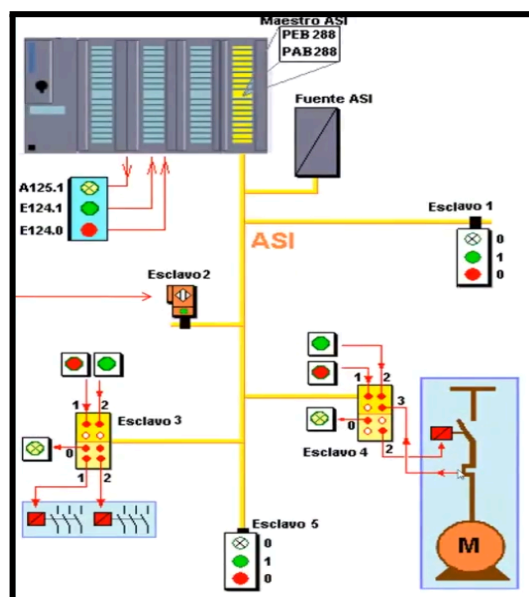 Maestro ASI
PEB 288
PAB 288
Fuente ASI
A125.1
E124.1
E124.0
ASI
Esclavo 1
0
1
0
Esclavo 2
Esclavo 3
1 2
0
1 2
1 2
3
0
2
Esclavo 4
M
Esclavo 5
0
1
0